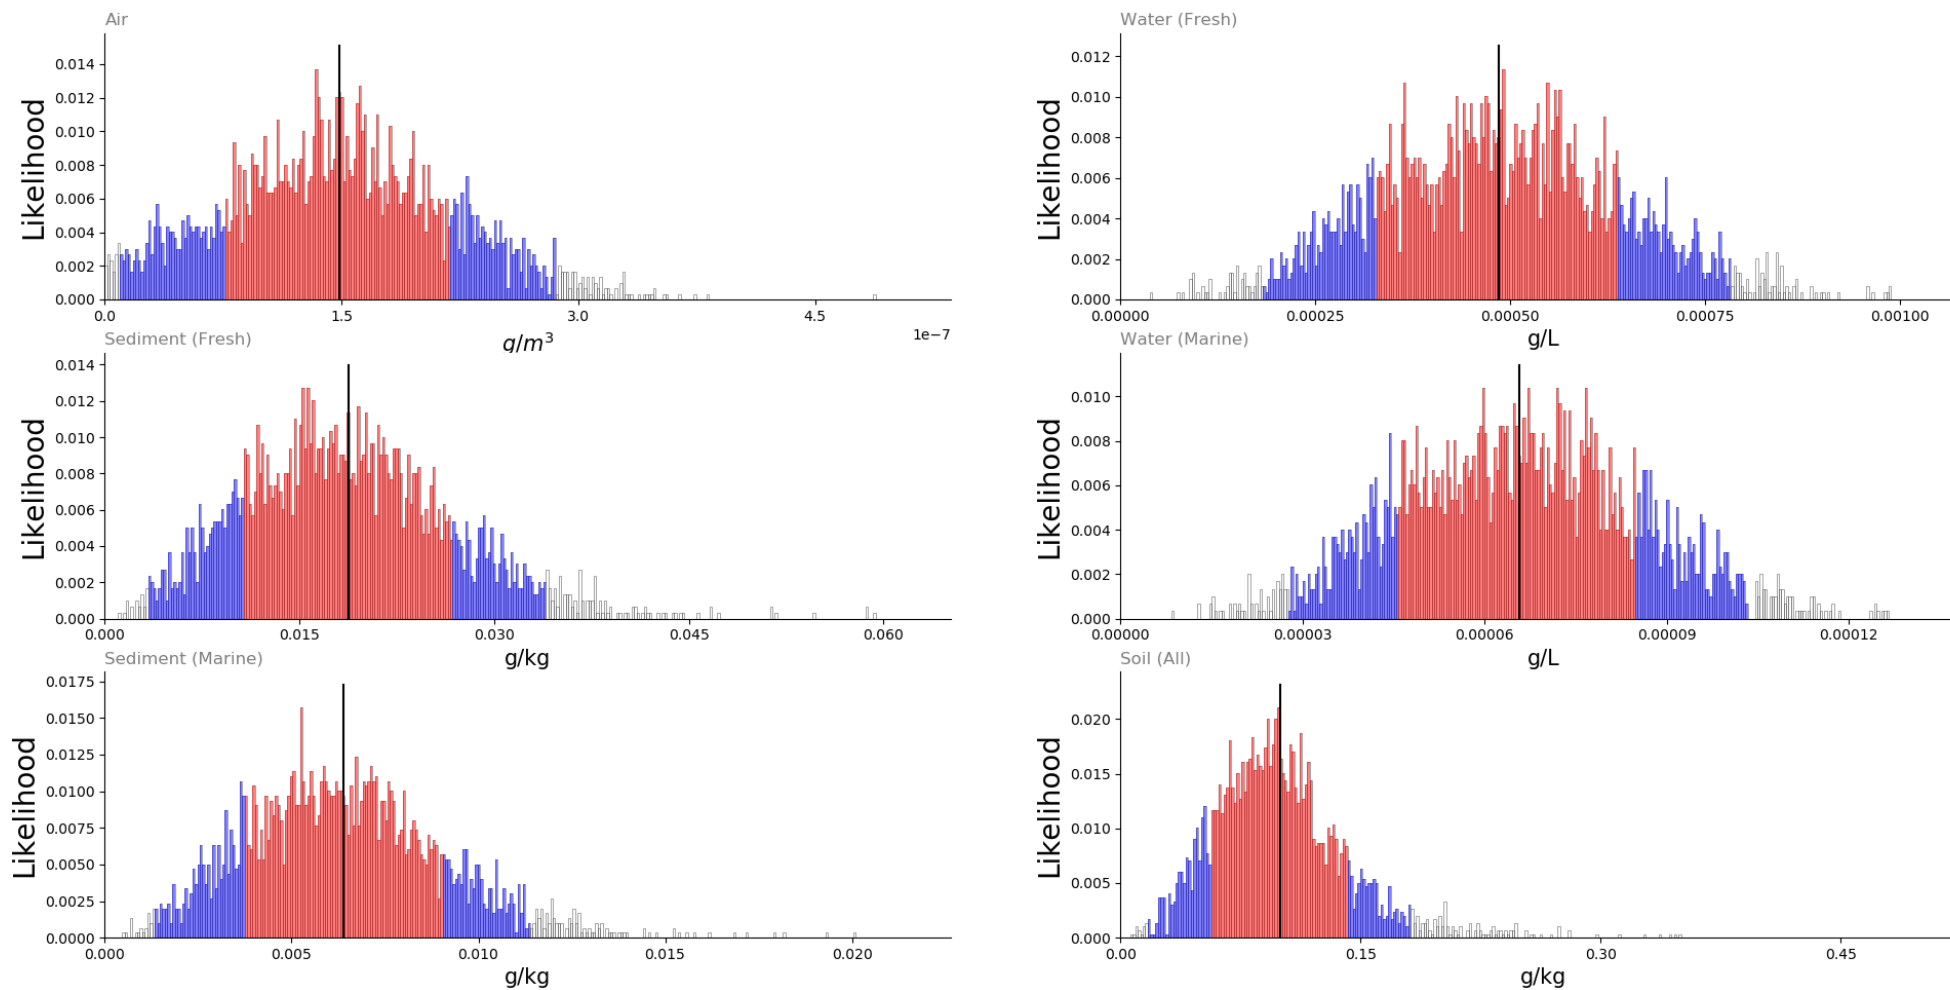 Air
Likelihood
0.014
0.012
0.010
0.008
0.006
0.004
0.002
0.000
0.0 1.5 3.0 4.5
1e−7
g/m³
Water (Fresh)
Likelihood
0.012
0.010
0.008
0.006
0.004
0.002
0.000
0.00000 0.00025 0.00050 0.00075 0.00100
g/L
Sediment (Fresh)
Likelihood
0.014
0.012
0.010
0.008
0.006
0.004
0.002
0.000
0.000 0.015 0.030 0.045 0.060
g/kg
Water (Marine)
Likelihood
0.010
0.008
0.006
0.004
0.002
0.000
0.00000 0.00003 0.00006 0.00009 0.00012
g/L
Sediment (Marine)
Likelihood
0.0175
0.0150
0.0125
0.0100
0.0075
0.0050
0.0025
0.0000
0.000 0.005 0.010 0.015 0.020
g/kg
Soil (All)
Likelihood
0.020
0.015
0.010
0.005
0.000
0.00 0.15 0.30 0.45
g/kg